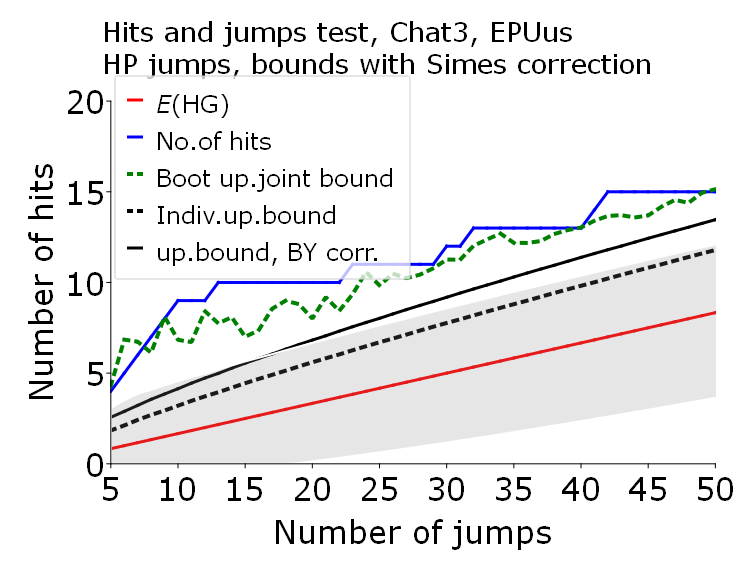 Hits and jumps test, Chat3, EPUus
HP jumps, bounds with Simes correction
E(HG)
No.of hits
Boot up.joint bound
Indiv.up.bound
up.bound, BY corr.
Number of hits
20
15
10
5
0
5 10 15 20 25 30 35 40 45 50
Number of jumps